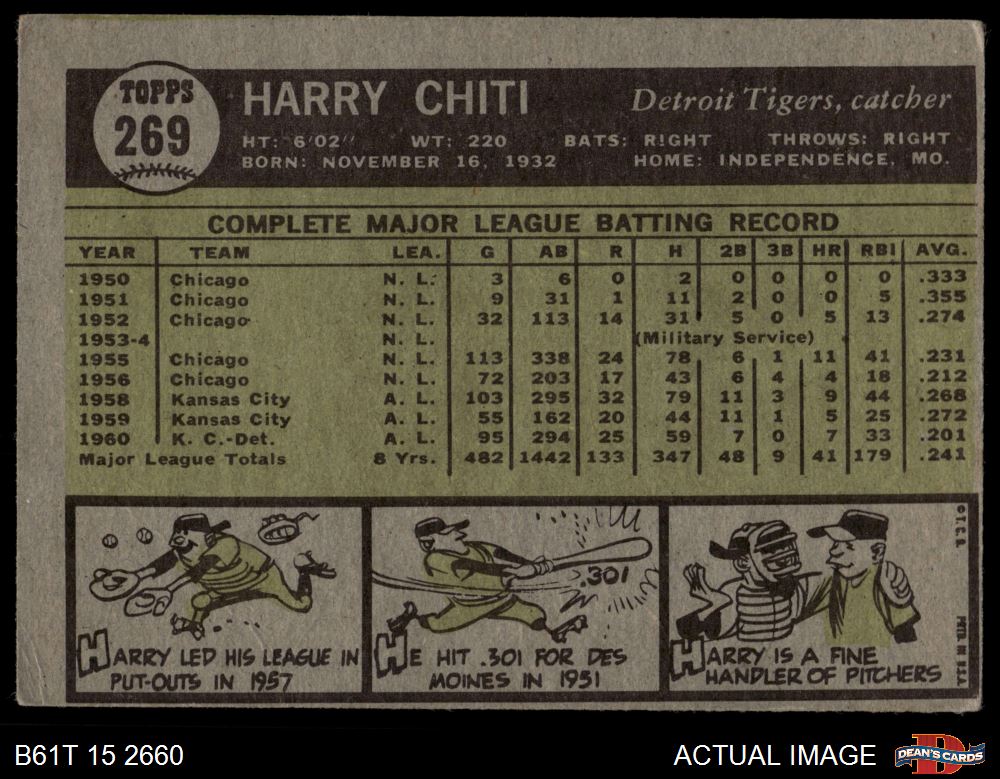 TOPPS
269
HARRY CHITI
Detroit Tigers, catcher
HT: 6'02" WT: 220 BATS: RIGHT THROWS: RIGHT
BORN: NOVEMBER 16, 1932 HOME: INDEPENDENCE, MO.
COMPLETE MAJOR LEAGUE BATTING RECORD
YEAR TEAM LEA. G AB R H 2B 3B HR RBI AVG.
1950 Chicago N. L. 3 6 0 2 0 0 0 0 .333
1951 Chicago N. L. 9 31 1 11 2 0 0 5 .355
1952 Chicago N. L. 32 113 14 31 5 0 5 13 .274
1953-4 N. L. (Military Service)
1955 Chicago N. L. 113 338 24 78 6 1 11 41 .231
1956 Chicago N. L. 72 203 17 43 6 4 4 18 .212
1958 Kansas City A. L. 103 295 32 79 11 3 9 44 .268
1959 Kansas City A. L. 55 162 20 44 11 1 5 25 .272
1960 K. C.-Det. A. L. 95 294 25 59 7 0 7 33 .201
Major League Totals 8 Yrs. 482 1442 133 347 48 9 41 179 .241
HARRY LED HIS LEAGUE IN
PUT-OUTS IN 1957
.301
HE HIT .301 FOR DES
MOINES IN 1951
HARRY IS A FINE
HANDLER OF PITCHERS
© T.C.G.
PRTD. IN U.S.A.
B61T 15 2660
ACTUAL IMAGE
D
DEAN'S CARDS